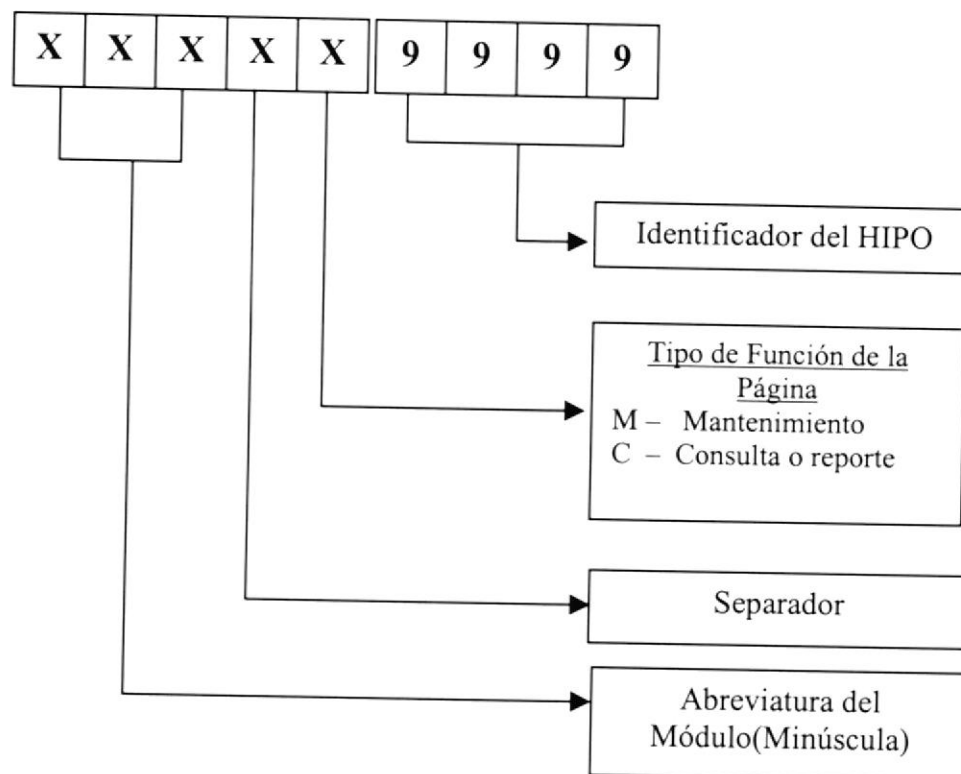 X X X X X 9 9 9 9
Identificador del HIPO
Tipo de Función de la
Página
M – Mantenimiento
C – Consulta o reporte
Separador
Abreviatura del
Módulo(Minúscula)